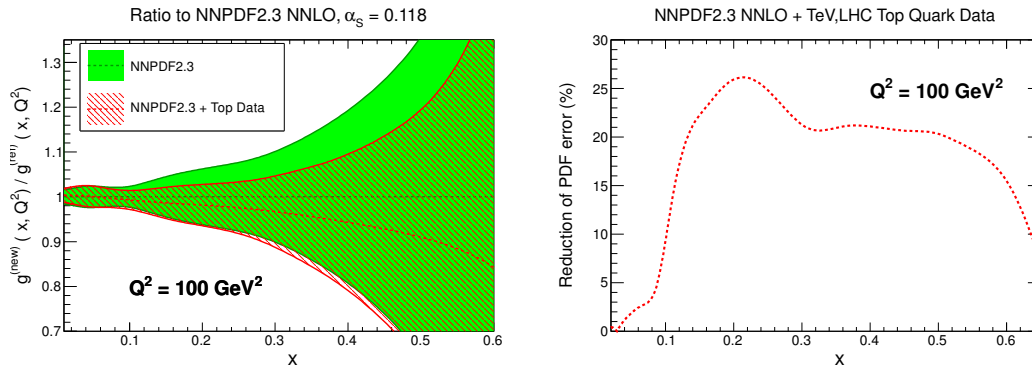 Ratio to NNPDF2.3 NNLO, α_S = 0.118
g^(new) ( x, Q²) / g^(ref) ( x, Q²)
1.3
1.2
1.1
1
0.9
0.8
0.7
NNPDF2.3
NNPDF2.3 + Top Data
Q² = 100 GeV²
0.1 0.2 0.3 0.4 0.5 0.6
x
NNPDF2.3 NNLO + TeV,LHC Top Quark Data
Reduction of PDF error (%)
30
25
20
15
10
5
0
Q² = 100 GeV²
0.1 0.2 0.3 0.4 0.5 0.6
x